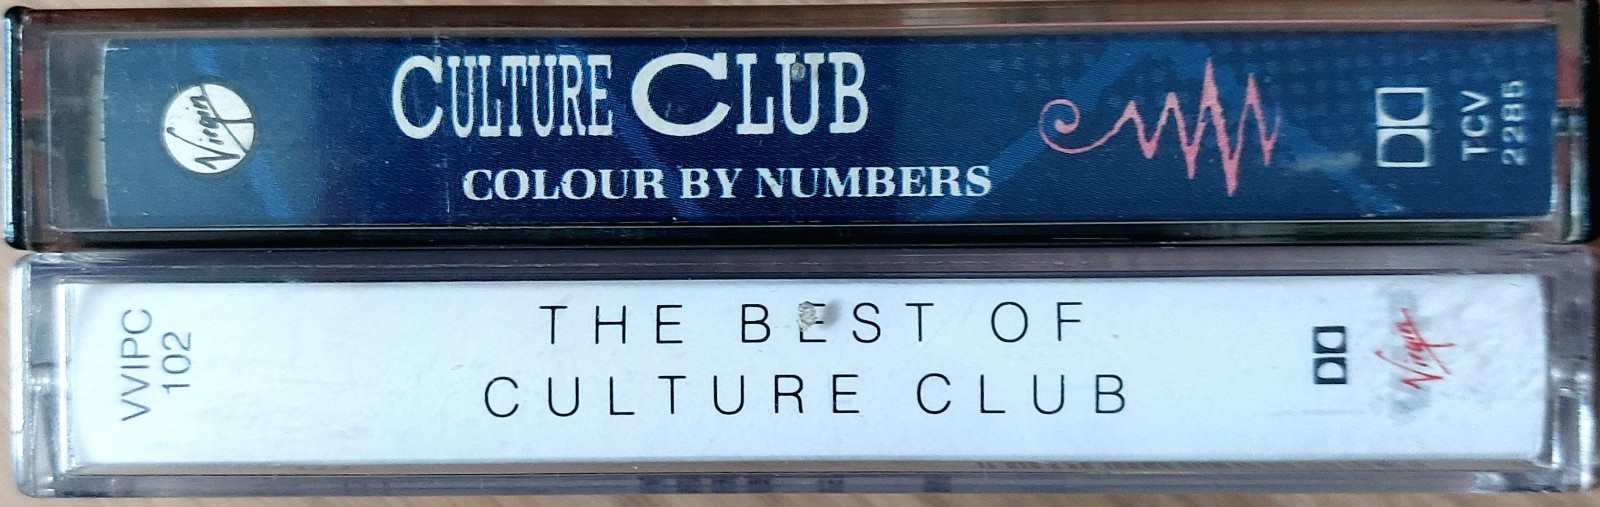 Virgin
CULTURE CLUB
COLOUR BY NUMBERS
TCV
2285
VVIPC
102
THE BEST OF
CULTURE CLUB
Virgin